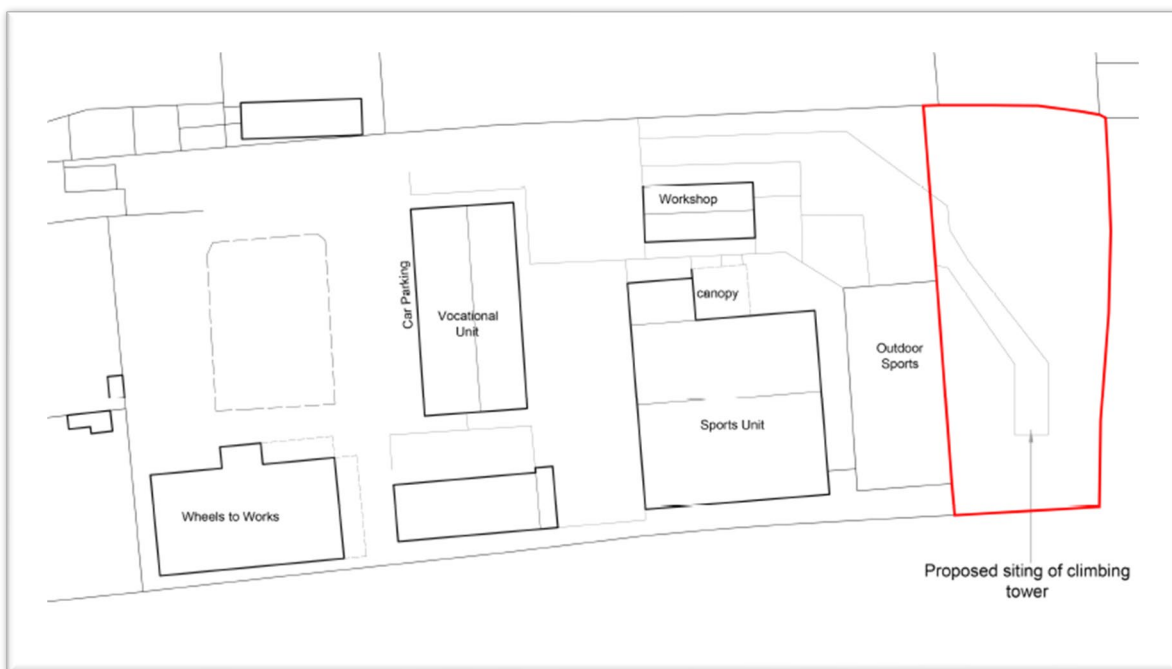 Workshop
Car Parking
canopy
Vocational
Unit
Outdoor
Sports
Sports Unit
Wheels to Works
Proposed siting of climbing
tower